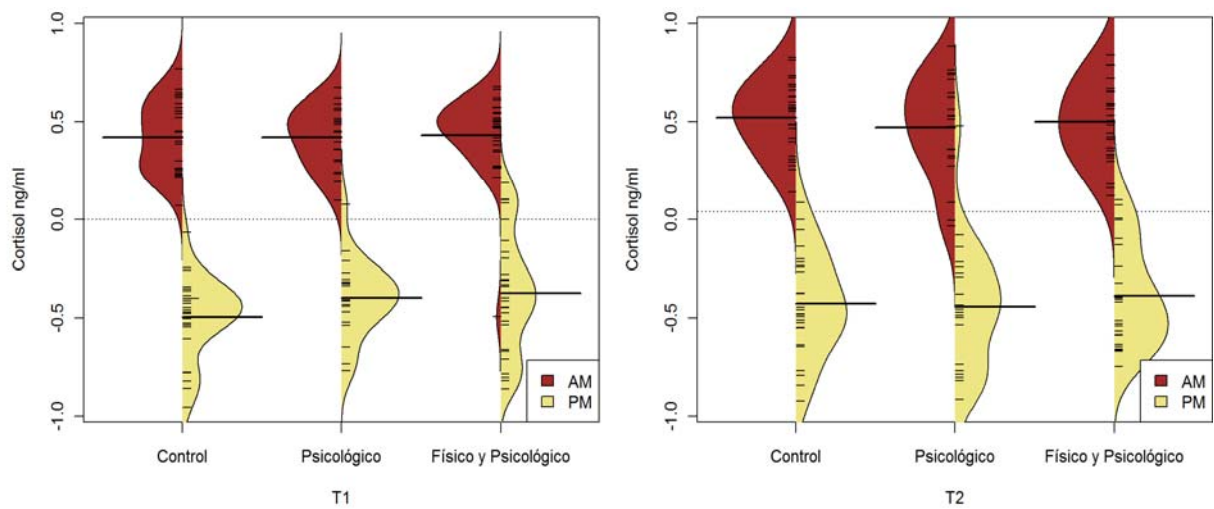 Cortisol ng/ml
1.0
0.5
0.0
-0.5
-1.0
AM
PM
Control
Psicológico
Físico y Psicológico
T1
Cortisol ng/ml
1.0
0.5
0.0
-0.5
-1.0
AM
PM
Control
Psicológico
Físico y Psicológico
T2